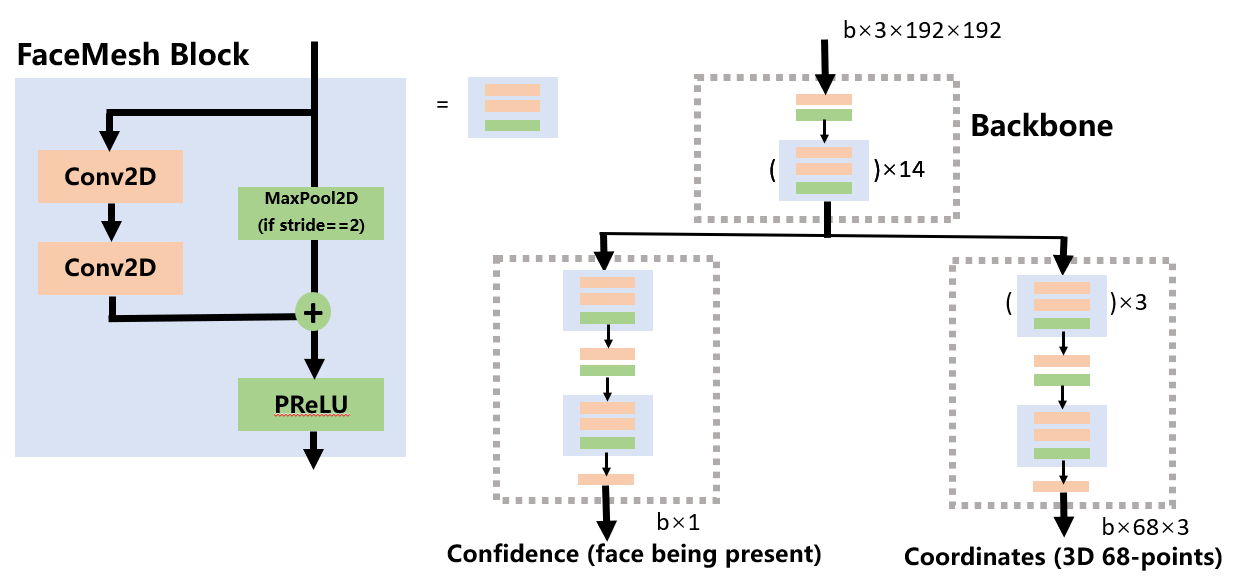 FaceMesh Block
Conv2D
Conv2D
MaxPool2D
(if stride==2)
+
PReLU
=
b×3×192×192
Backbone
( )×14
( )×3
b×1
Confidence (face being present)
b×68×3
Coordinates (3D 68-points)